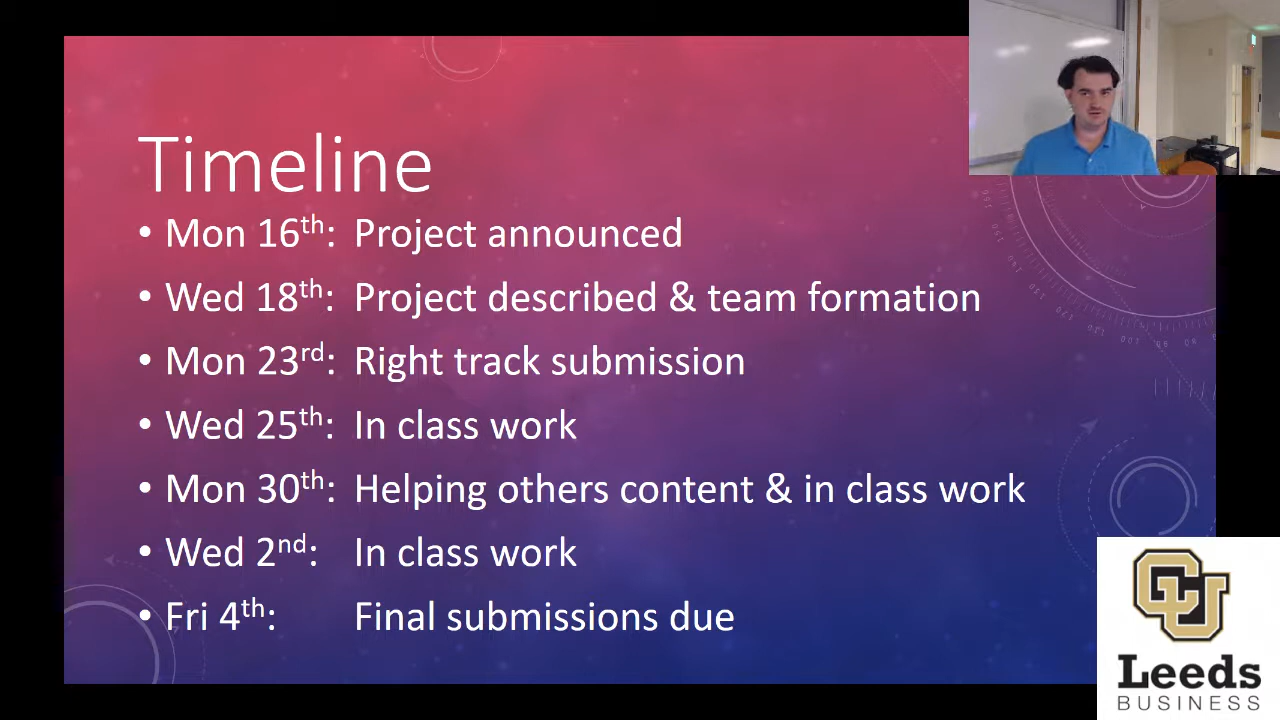 Timeline
• Mon 16th: Project announced
• Wed 18th: Project described & team formation
• Mon 23rd: Right track submission
• Wed 25th: In class work
• Mon 30th: Helping others content & in class work
• Wed 2nd: In class work
• Fri 4th: Final submissions due
CU
Leeds
BUSINESS